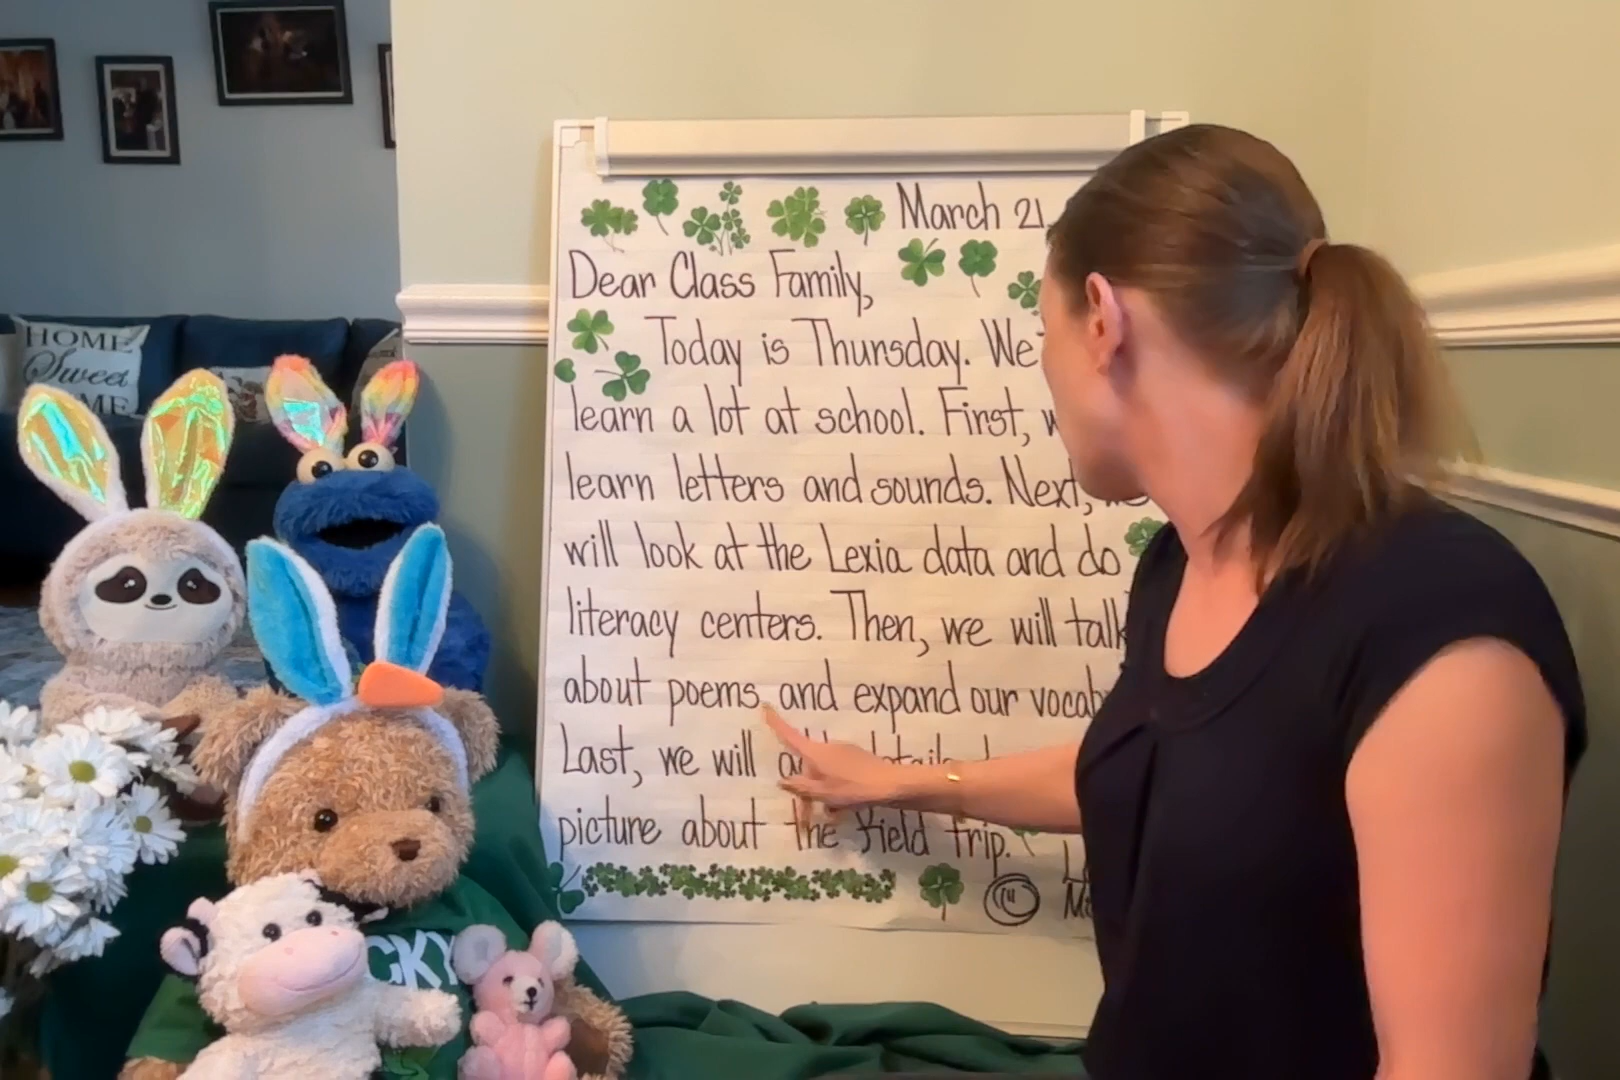 March 21,
Dear Class Family,
Today is Thursday. We
learn a lot at school. First,
learn letters and sounds. Next,
will look at the Lexia data and do
literacy centers. Then, we will talk
about poems and expand our
Last, we will
picture about the field trip.
HOME
Sweet